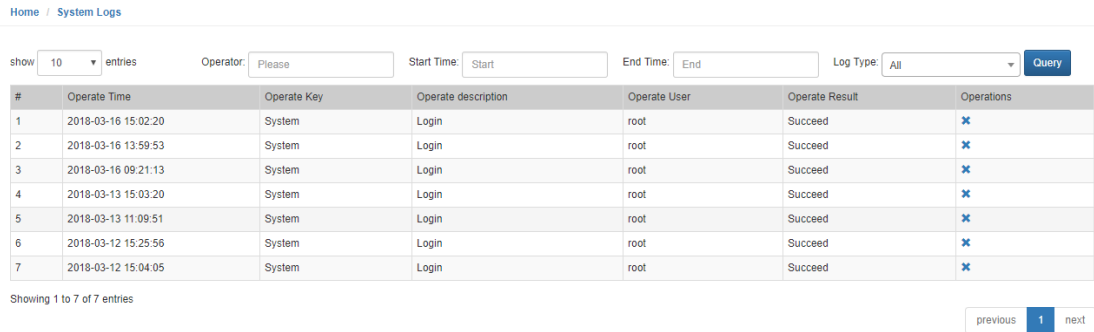 Home / System Logs
show 10 entries Operator: Please Start Time: Start End Time: End Log Type: All Query
# Operate Time Operate Key Operate description Operate User Operate Result Operations
1 2018-03-16 15:02:20 System Login root Succeed
2 2018-03-16 13:59:53 System Login root Succeed
3 2018-03-16 09:21:13 System Login root Succeed
4 2018-03-13 15:03:20 System Login root Succeed
5 2018-03-13 11:09:51 System Login root Succeed
6 2018-03-12 15:25:56 System Login root Succeed
7 2018-03-12 15:04:05 System Login root Succeed
Showing 1 to 7 of 7 entries
previous 1 next